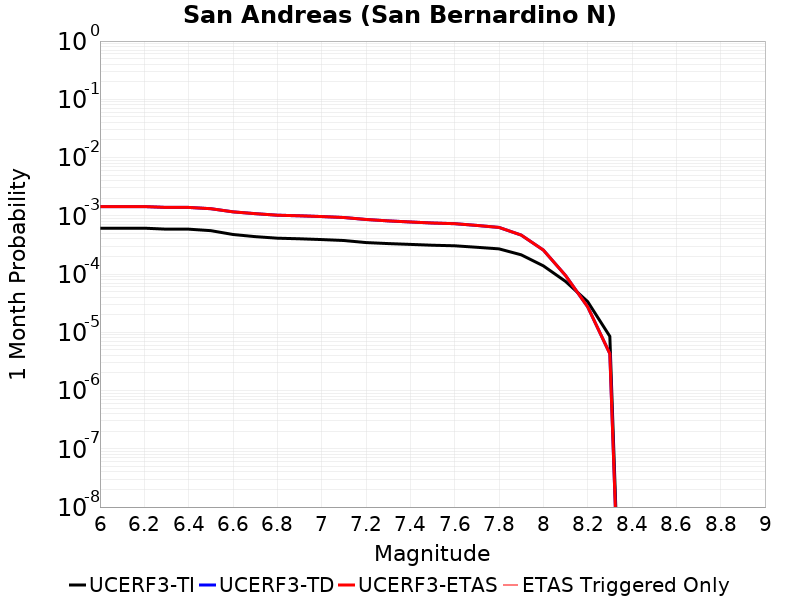 San Andreas (San Bernardino N)
10^0
10^-1
10^-2
10^-3
10^-4
10^-5
10^-6
10^-7
10^-8
1 Month Probability
6 6.2 6.4 6.6 6.8 7 7.2 7.4 7.6 7.8 8 8.2 8.4 8.6 8.8 9
Magnitude
UCERF3-TI UCERF3-TD UCERF3-ETAS ETAS Triggered Only